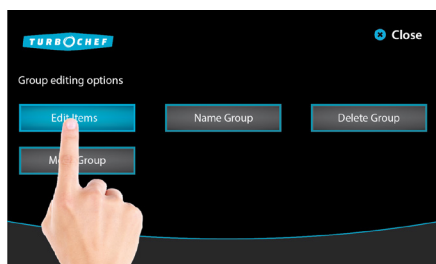 TURBOCHEF
Close
Group editing options
Edit Items
Name Group
Delete Group
Group